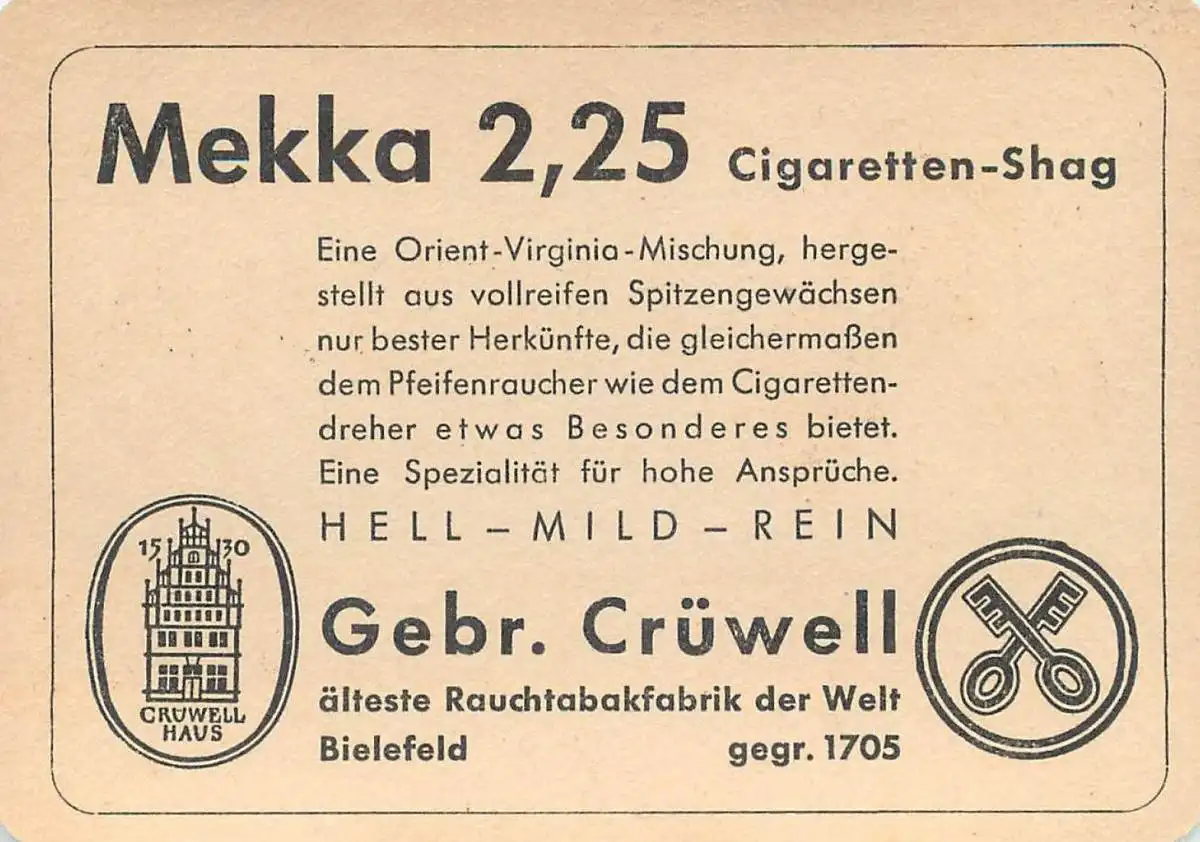 Mekka 2,25 Cigaretten-Shag
Eine Orient-Virginia-Mischung, herge-
stellt aus vollreifen Spitzengewächsen
nur bester Herkünfte, die gleichermaßen
dem Pfeifenraucher wie dem Cigaretten-
dreher etwas Besonderes bietet.
Eine Spezialität für hohe Ansprüche.
HELL – MILD – REIN
1530
CRÜWELL
HAUS
Gebr. Crüwell
älteste Rauchtabakfabrik der Welt
Bielefeld gegr. 1705